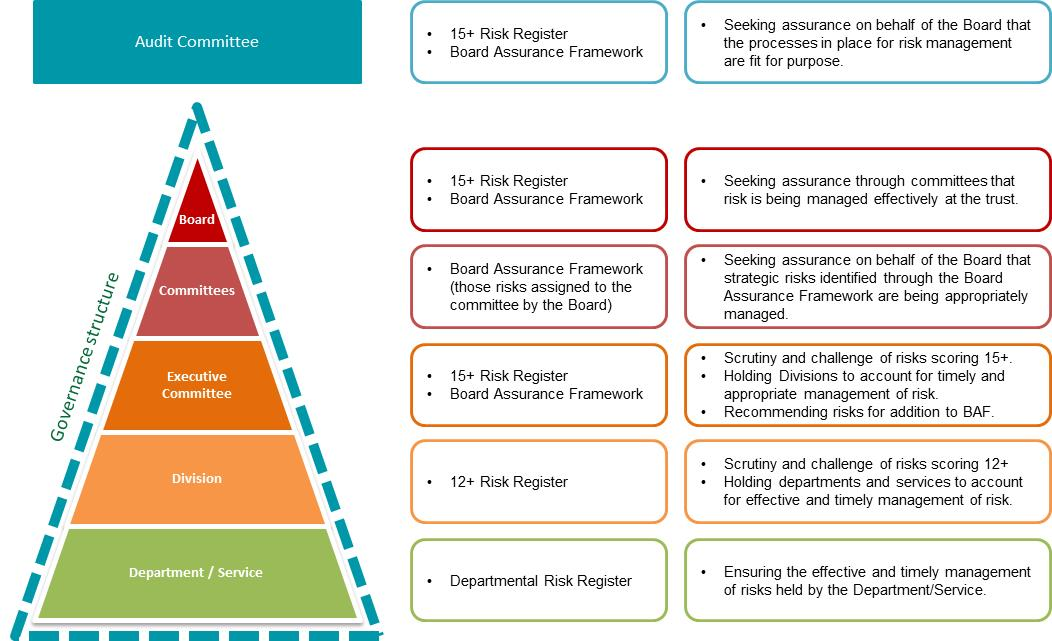 Audit Committee
• 15+ Risk Register
• Board Assurance Framework
• Seeking assurance on behalf of the Board that
the processes in place for risk management
are fit for purpose.
Governance structure
Board
• 15+ Risk Register
• Board Assurance Framework
• Seeking assurance through committees that
risk is being managed effectively at the trust.
Committees
• Board Assurance Framework
(those risks assigned to the
committee by the Board)
• Seeking assurance on behalf of the Board that
strategic risks identified through the Board
Assurance Framework are being appropriately
managed.
Executive
Committee
• 15+ Risk Register
• Board Assurance Framework
• Scrutiny and challenge of risks scoring 15+.
• Holding Divisions to account for timely and
appropriate management of risk.
• Recommending risks for addition to BAF.
Division
• 12+ Risk Register
• Scrutiny and challenge of risks scoring 12+
• Holding departments and services to account
for effective and timely management of risk.
Department / Service
• Departmental Risk Register
• Ensuring the effective and timely management
of risks held by the Department/Service.